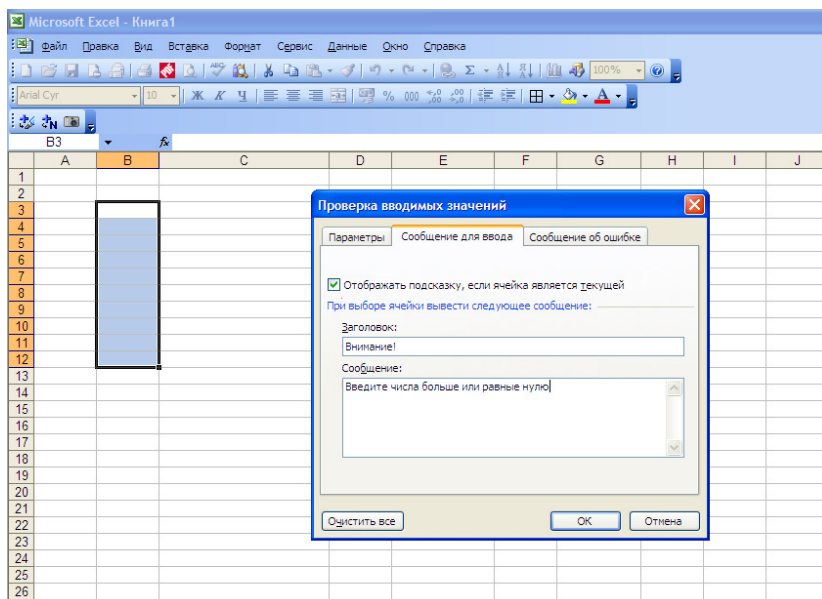 Microsoft Excel - Книга1
Файл Правка Вид Вставка Формат Сервис Данные Окно Справка
100%
Arial Cyr 10 Ж К Ч % 000
B3 fx
A B C D E F G H I J
1
2
3
4
5
6
7
8
9
10
11
12
13
14
15
16
17
18
19
20
21
22
23
24
25
26
Проверка вводимых значений
Параметры Сообщение для ввода Сообщение об ошибке
Отображать подсказку, если ячейка является текущей
При выборе ячейки вывести следующее сообщение:
Заголовок:
Внимание!
Сообщение:
Введите числа больше или равные нулю
Очистить все ОК Отмена